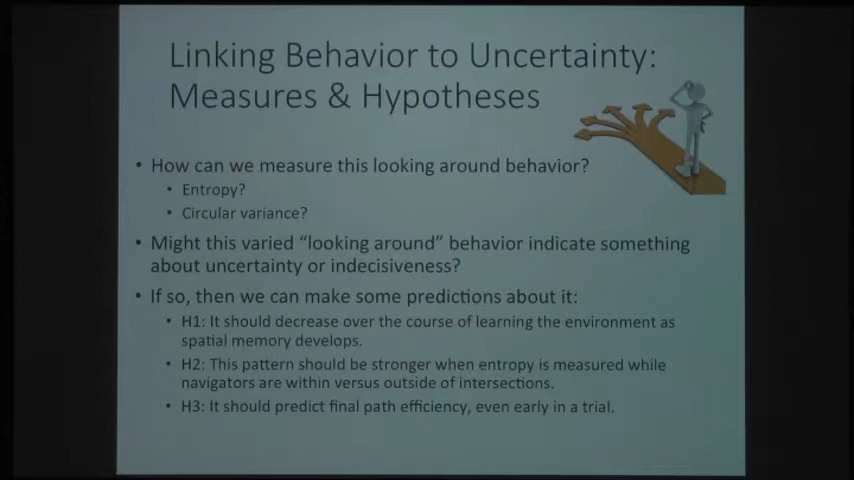 Linking Behavior to Uncertainty:
Measures & Hypotheses
• How can we measure this looking around behavior?
• Entropy?
• Circular variance?
• Might this varied “looking around” behavior indicate something
about uncertainty or indecisiveness?
• If so, then we can make some predictions about it:
• H1: It should decrease over the course of learning the environment as
spatial memory develops.
• H2: This pattern should be stronger when entropy is measured while
navigators are within versus outside of intersections.
• H3: It should predict final path efficiency, even early in a trial.